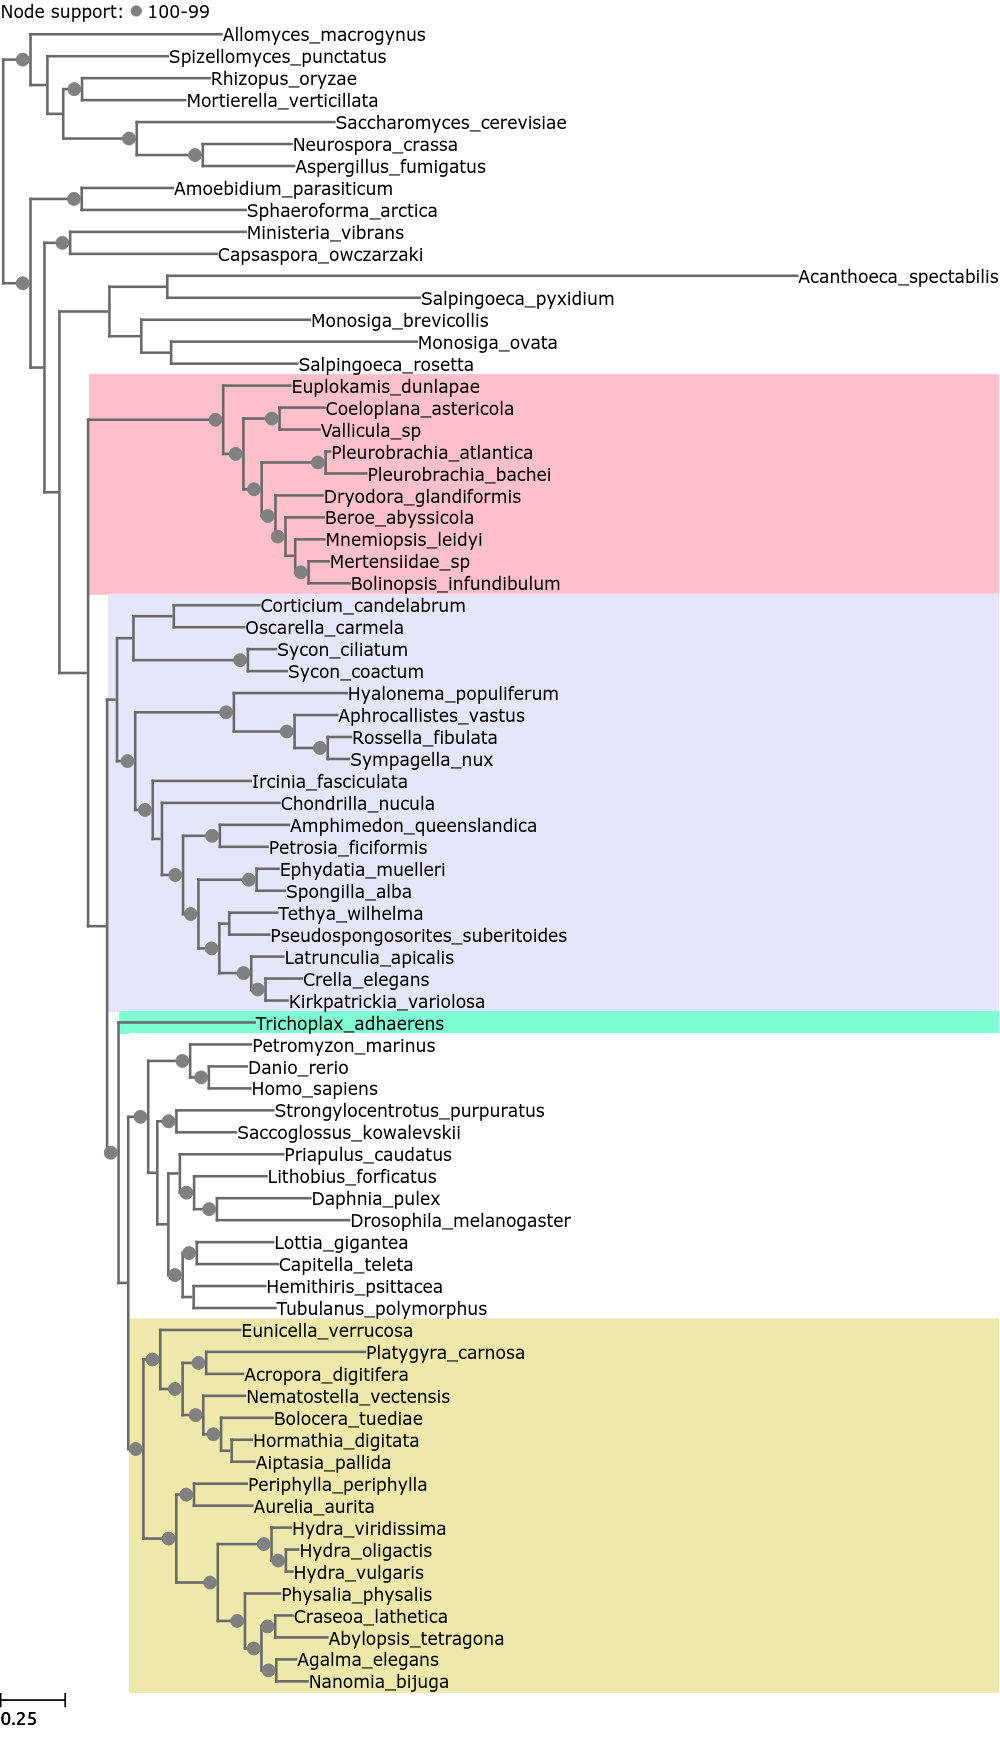 Node support: 100-99
Allomyces_macrogynus
Spizellomyces_punctatus
Rhizopus_oryzae
Mortierella_verticillata
Saccharomyces_cerevisiae
Neurospora_crassa
Aspergillus_fumigatus
Amoebidium_parasiticum
Sphaeroforma_arctica
Ministeria_vibrans
Capsaspora_owczarzaki
Acanthoeca_spectabilis
Salpingoeca_pyxidium
Monosiga_brevicollis
Monosiga_ovata
Salpingoeca_rosetta
Euplokamis_dunlapae
Coeloplana_astericola
Vallicula_sp
Pleurobrachia_atlantica
Pleurobrachia_bachei
Dryodora_glandiformis
Beroe_abyssicola
Mnemiopsis_leidyi
Mertensiidae_sp
Bolinopsis_infundibulum
Corticium_candelabrum
Oscarella_carmela
Sycon_ciliatum
Sycon_coactum
Hyalonema_populiferum
Aphrocallistes_vastus
Rossella_fibulata
Sympagella_nux
Ircinia_fasciculata
Chondrilla_nucula
Amphimedon_queenslandica
Petrosia_ficiformis
Ephydatia_muelleri
Spongilla_alba
Tethya_wilhelma
Pseudospongosorites_suberitoides
Latrunculia_apicalis
Crella_elegans
Kirkpatrickia_variolosa
Trichoplax_adhaerens
Petromyzon_marinus
Danio_rerio
Homo_sapiens
Strongylocentrotus_purpuratus
Saccoglossus_kowalevskii
Priapulus_caudatus
Lithobius_forficatus
Daphnia_pulex
Drosophila_melanogaster
Lottia_gigantea
Capitella_teleta
Hemithiris_psittacea
Tubulanus_polymorphus
Eunicella_verrucosa
Platygyra_carnosa
Acropora_digitifera
Nematostella_vectensis
Bolocera_tuediae
Hormathia_digitata
Aiptasia_pallida
Periphylla_periphylla
Aurelia_aurita
Hydra_viridissima
Hydra_oligactis
Hydra_vulgaris
Physalia_physalis
Craseoa_lathetica
Abylopsis_tetragona
Agalma_elegans
Nanomia_bijuga
0.25